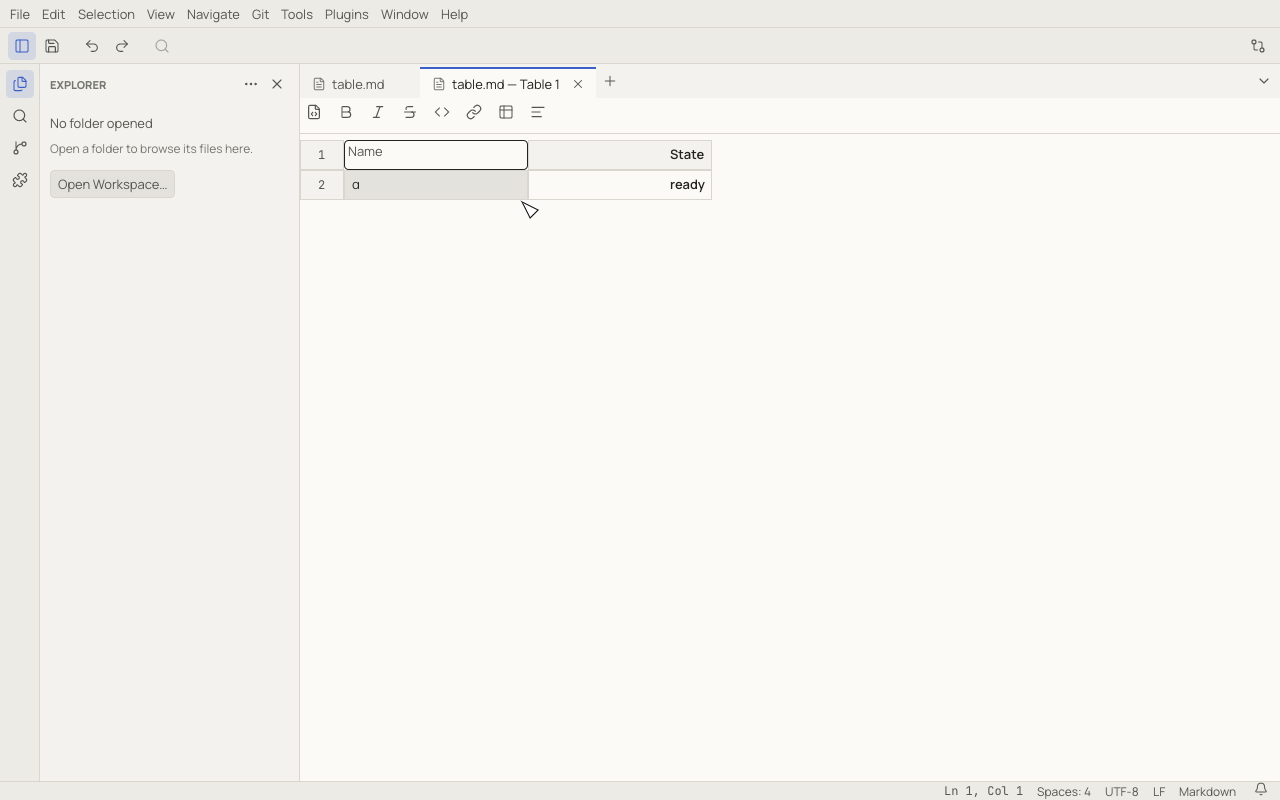 File Edit Selection View Navigate Git Tools Plugins Window Help
EXPLORER
No folder opened
Open a folder to browse its files here.
Open Workspace...
table.md
table.md — Table 1
1 Name State
2 a ready
Ln 1, Col 1 Spaces: 4 UTF-8 LF Markdown